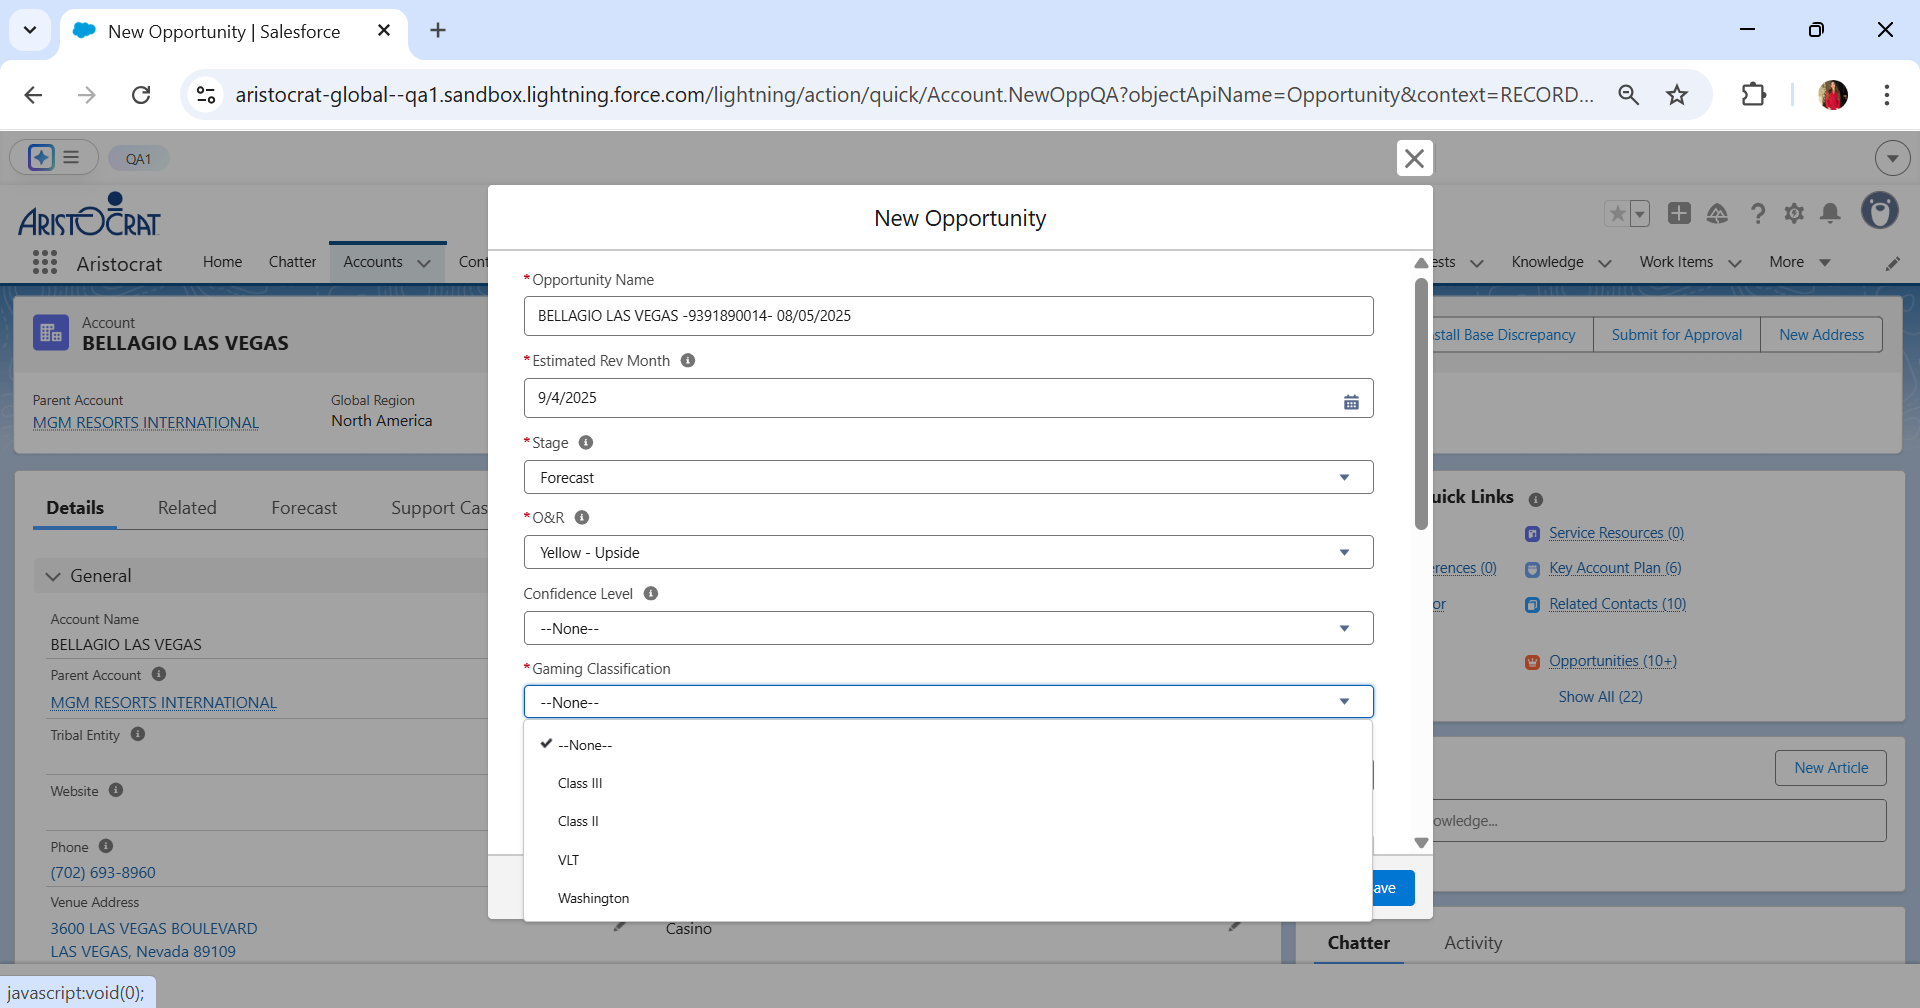 New Opportunity | Salesforce
aristocrat-global--qa1.sandbox.lightning.force.com/lightning/action/quick/Account.NewOppQA?objectApiName=Opportunity&context=RECORD...
QA1
ARISTOCRAT
Aristocrat
Home
Chatter
Accounts
Cont
ests
Knowledge
Work Items
More
Account
BELLAGIO LAS VEGAS
stall Base Discrepancy
Submit for Approval
New Address
Parent Account
MGM RESORTS INTERNATIONAL
Global Region
North America
Details
Related
Forecast
Support Cas
General
Account Name
BELLAGIO LAS VEGAS
Parent Account
MGM RESORTS INTERNATIONAL
Tribal Entity
Website
Phone
(702) 693-8960
Venue Address
3600 LAS VEGAS BOULEVARD
LAS VEGAS, Nevada 89109
Casino
New Opportunity
*Opportunity Name
BELLAGIO LAS VEGAS -9391890014- 08/05/2025
*Estimated Rev Month
9/4/2025
*Stage
Forecast
*O&R
Yellow - Upside
Confidence Level
--None--
*Gaming Classification
--None--
--None--
Class III
Class II
VLT
Washington
ave
uick Links
Service Resources (0)
erences (0)
Key Account Plan (6)
or
Related Contacts (10)
Opportunities (10+)
Show All (22)
New Article
owledge...
Chatter
Activity
javascript:void(0);